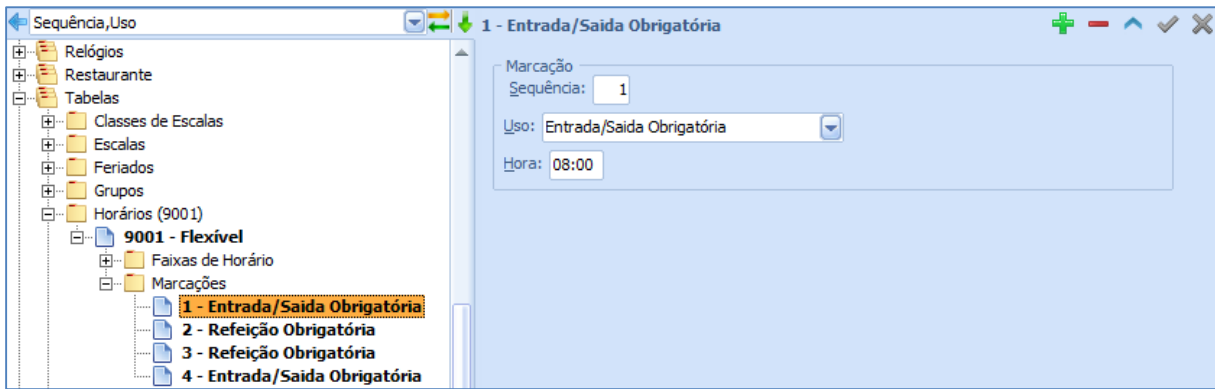 Sequência,Uso
Relógios
Restaurante
Tabelas
Classes de Escalas
Escalas
Feriados
Grupos
Horários (9001)
9001 - Flexível
Faixas de Horário
Marcações
1 - Entrada/Saida Obrigatória
2 - Refeição Obrigatória
3 - Refeição Obrigatória
4 - Entrada/Saida Obrigatória
1 - Entrada/Saida Obrigatória
Marcação
Sequência: 1
Uso: Entrada/Saida Obrigatória
Hora: 08:00